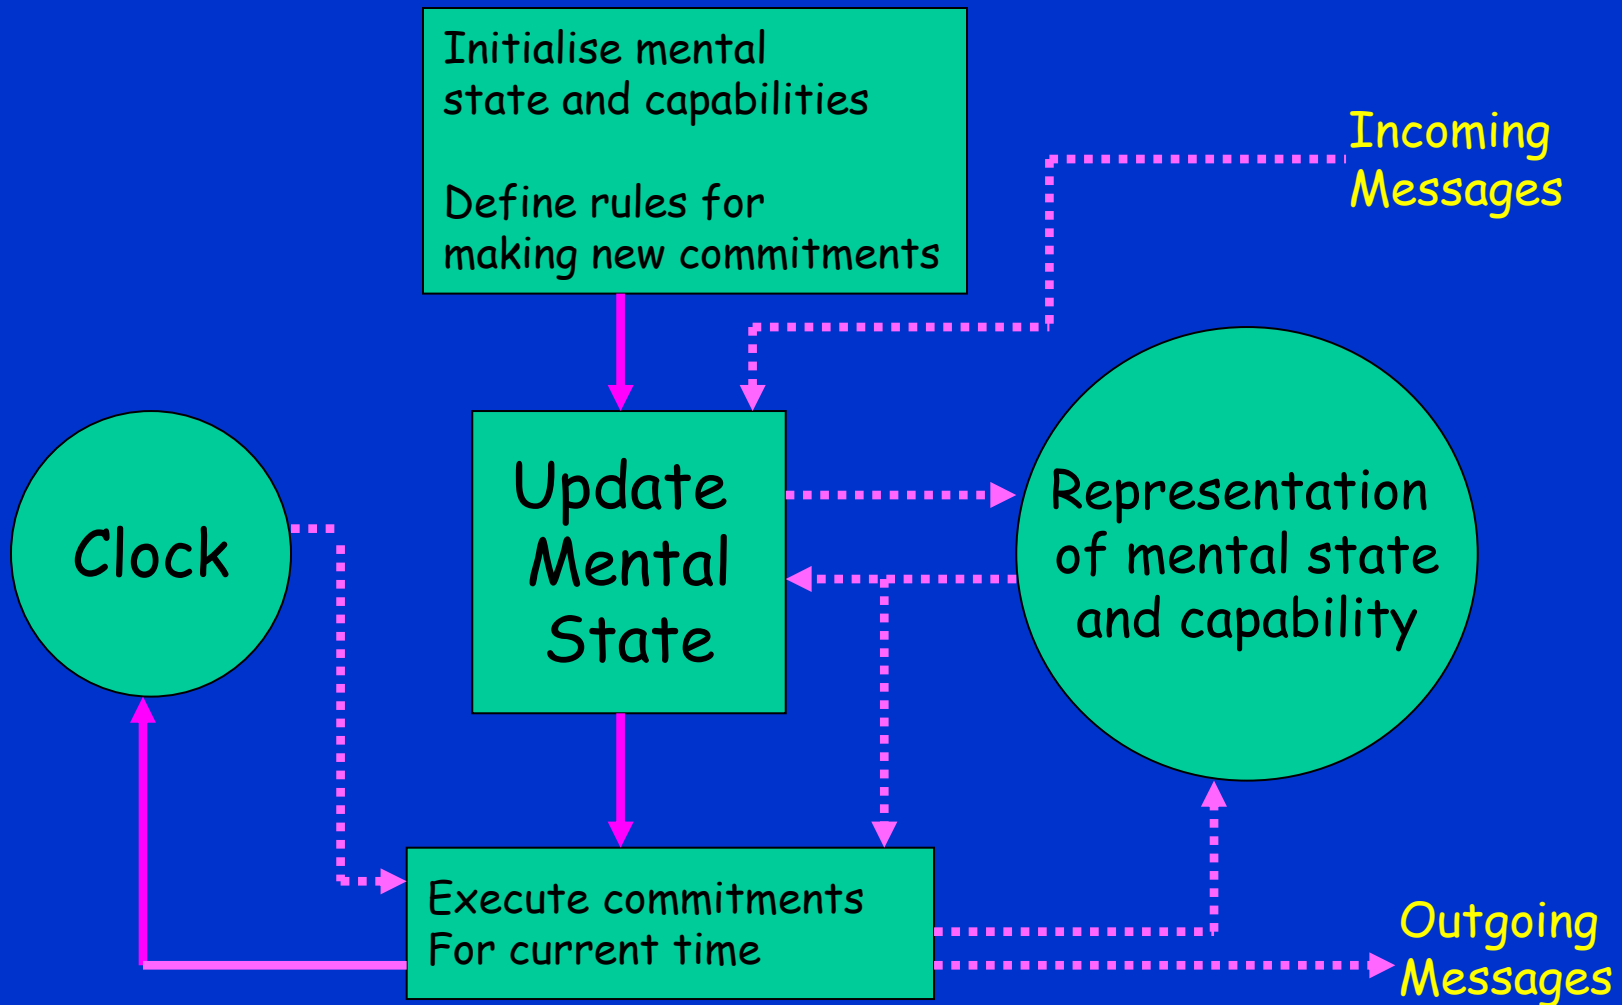 Initialise mental
state and capabilities
Define rules for
making new commitments
Incoming
Messages
Clock
Update
Mental
State
Representation
of mental state
and capability
Execute commitments
For current time
Outgoing
Messages